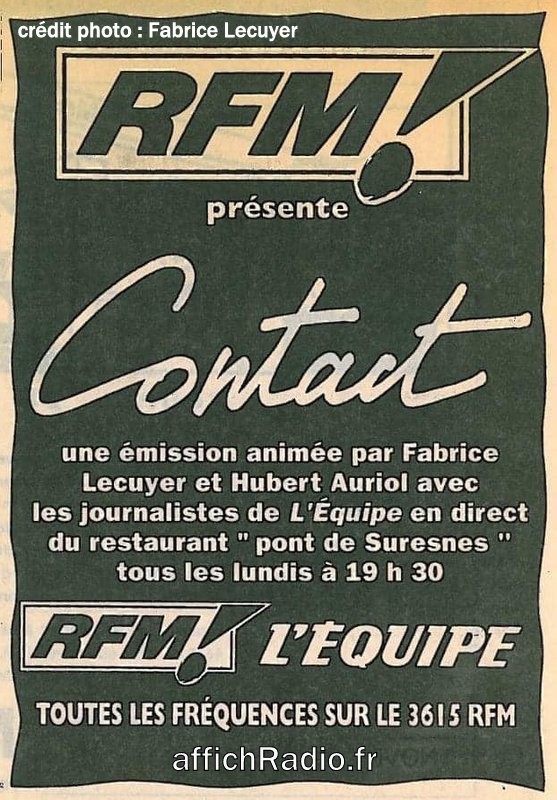 crédit photo : Fabrice Lecuyer
RFM!
présente
Contact
une émission animée par Fabrice
Lecuyer et Hubert Auriol avec
les journalistes de L'Équipe en direct
du restaurant " pont de Suresnes "
tous les lundis à 19 h 30
RFM! L'ÉQUIPE
TOUTES LES FRÉQUENCES SUR LE 3615 RFM
affichRadio.fr